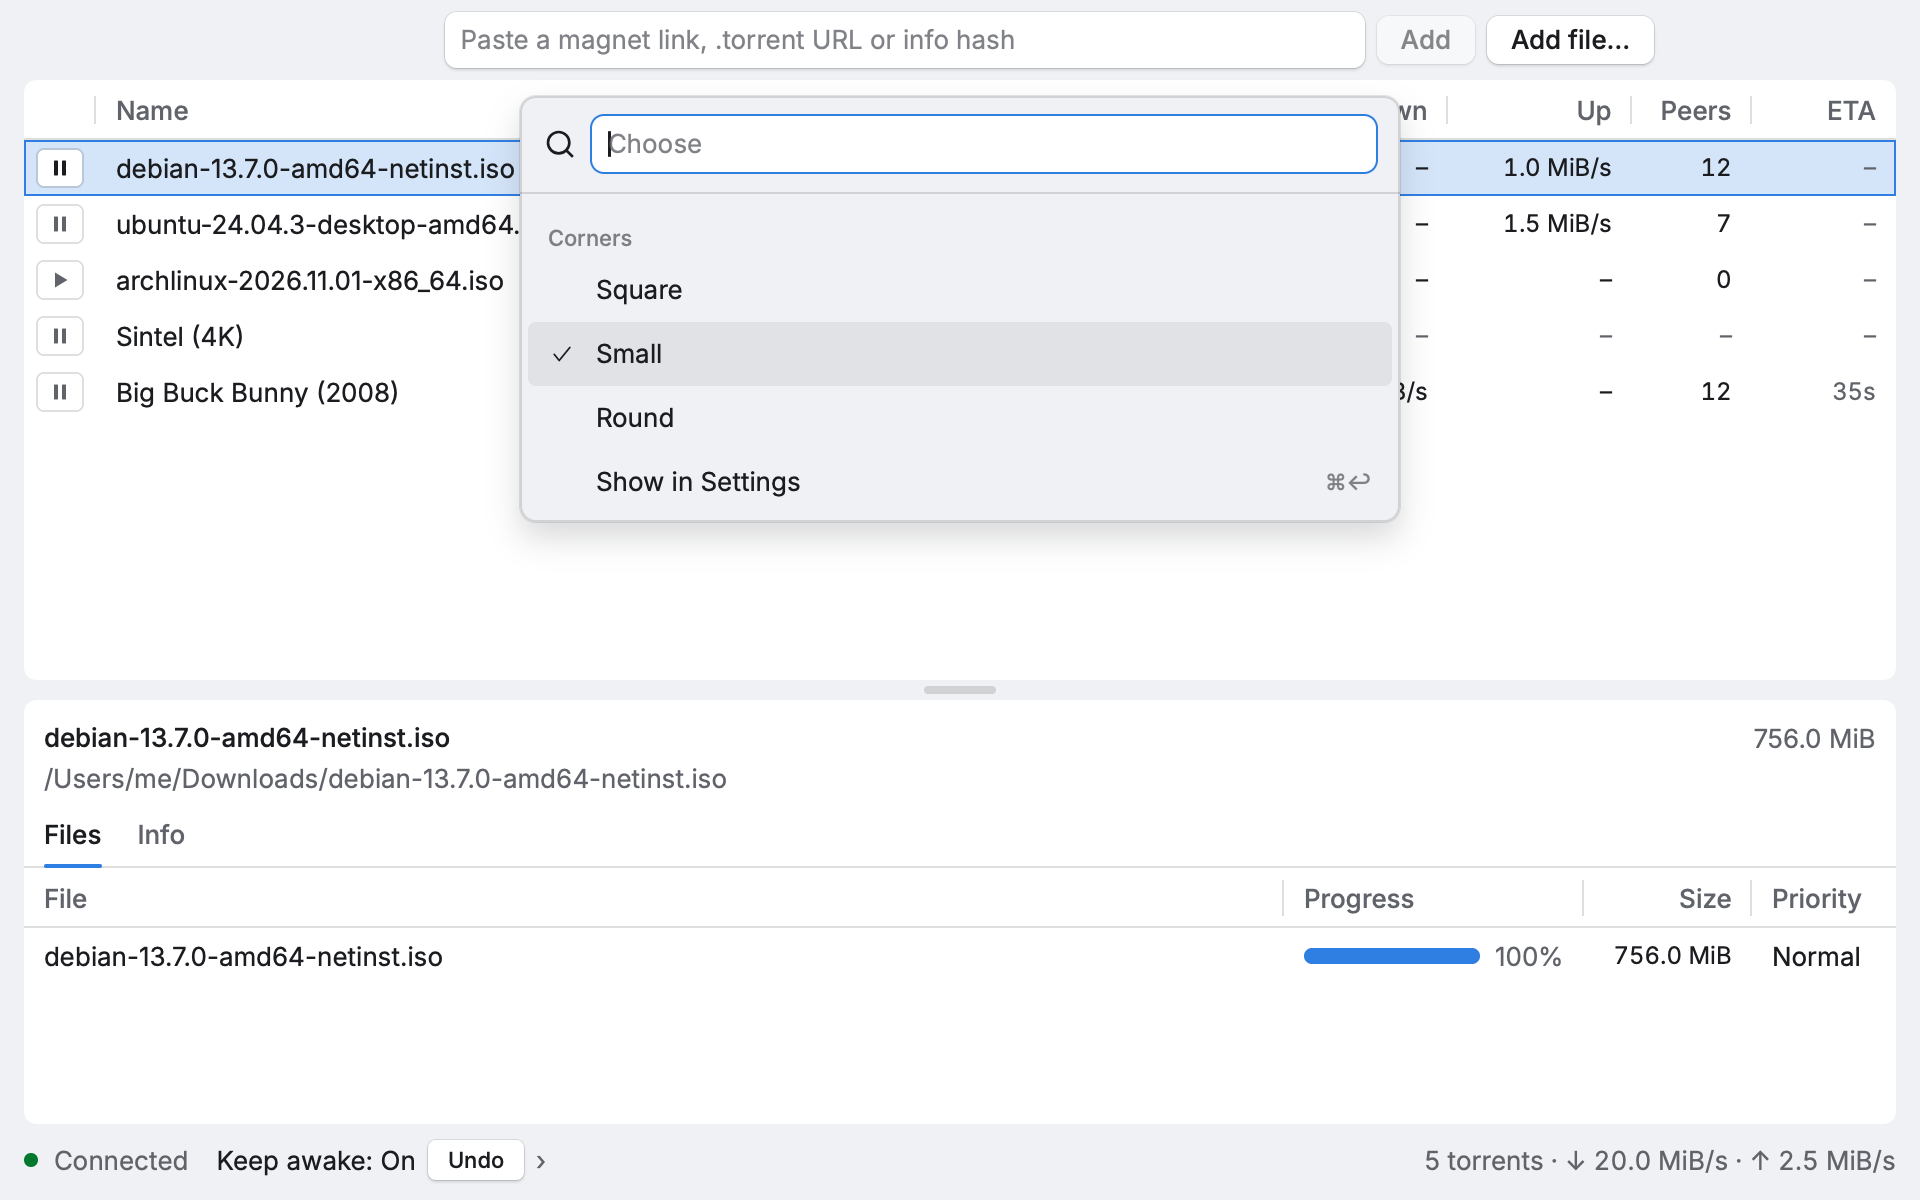 Paste a magnet link, .torrent URL or info hash Add Add file...
Name Up Peers ETA
Choose
debian-13.7.0-amd64-netinst.iso – 1.0 MiB/s 12 –
ubuntu-24.04.3-desktop-amd64. – 1.5 MiB/s 7 –
Corners
archlinux-2026.11.01-x86_64.iso Square – – 0 –
Sintel (4K) ✓ Small – – – –
Big Buck Bunny (2008) Round /s – 12 35s
Show in Settings ⌘↩
debian-13.7.0-amd64-netinst.iso 756.0 MiB
/Users/me/Downloads/debian-13.7.0-amd64-netinst.iso
Files Info
File Progress Size Priority
debian-13.7.0-amd64-netinst.iso 100% 756.0 MiB Normal
Connected Keep awake: On Undo › 5 torrents · ↓ 20.0 MiB/s · ↑ 2.5 MiB/s